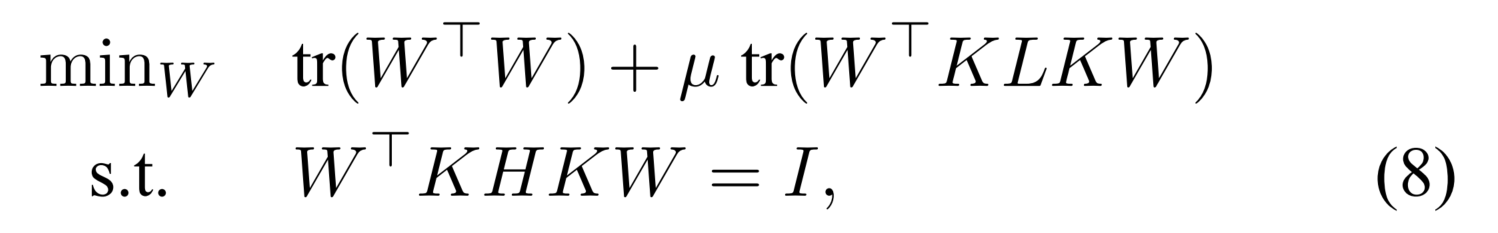 min_W tr(W^⊤W) + μ tr(W^⊤KLKW)
s.t. W^⊤KHKW = I, (8)